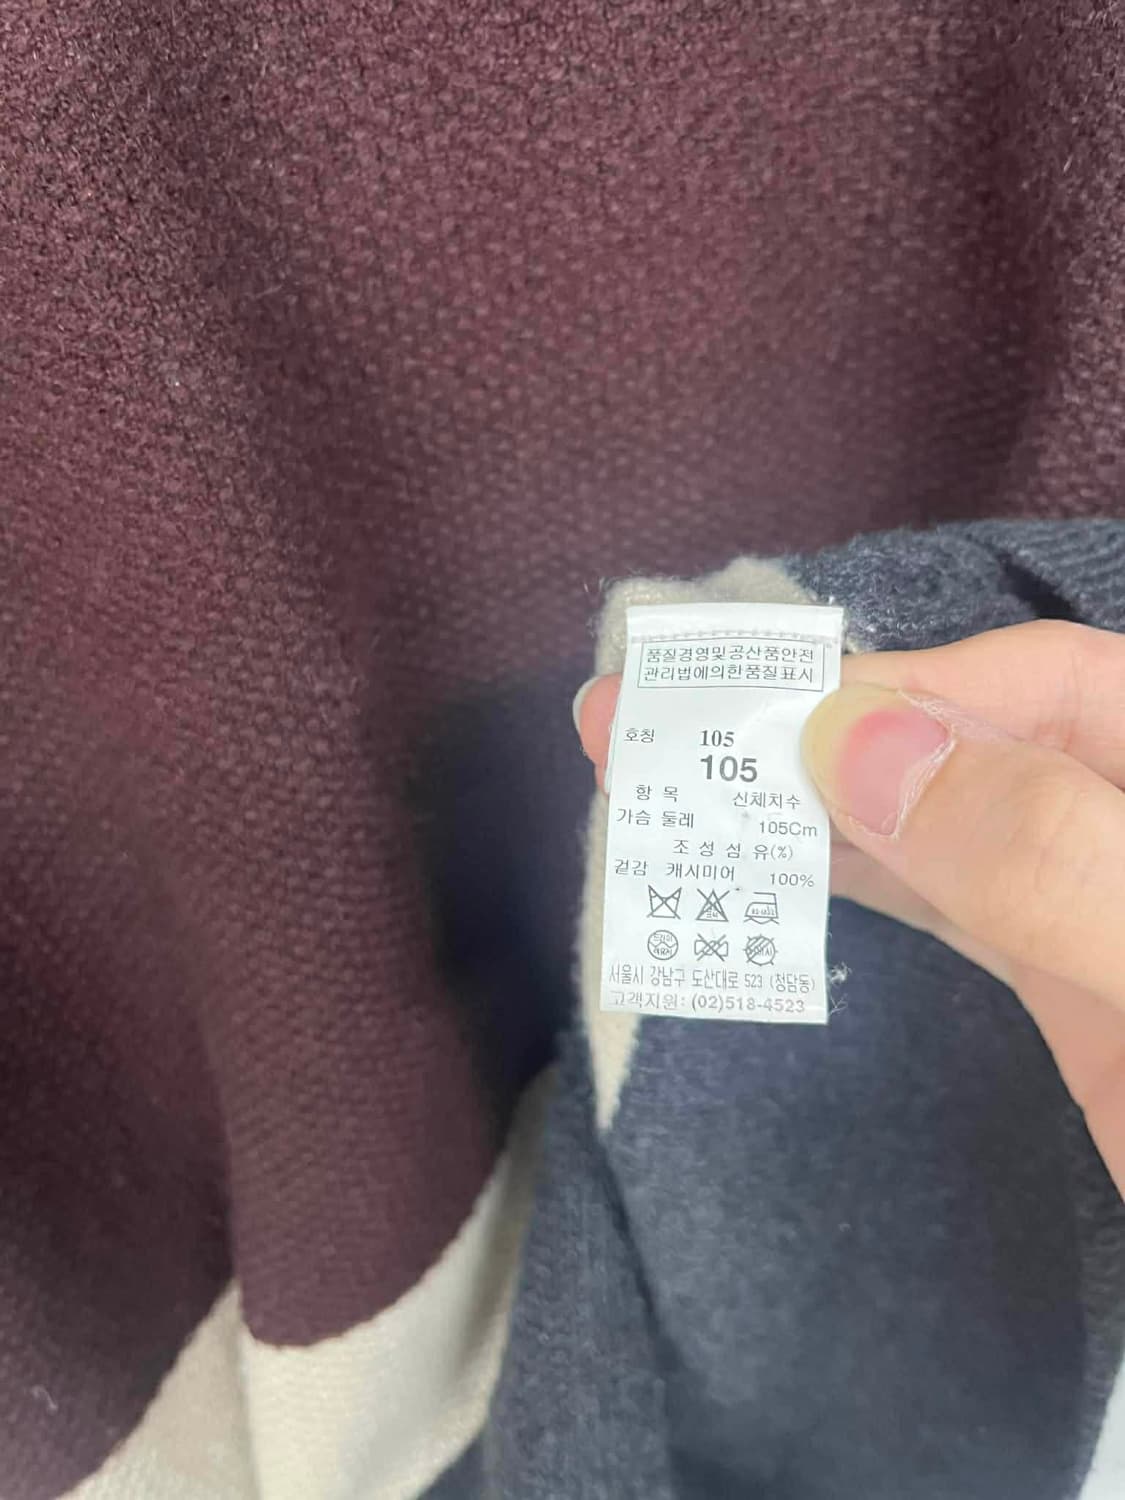 품질경영및공산품안전
관리법에의한품질표시
호칭 105
105
항 목 신체치수
가슴 둘레 105Cm
조 성 섬 유(%)
겉감 캐시미어 100%
드라이
서울시 강남구 도산대로 523 (청담동)
고객지원: (02)518-4523